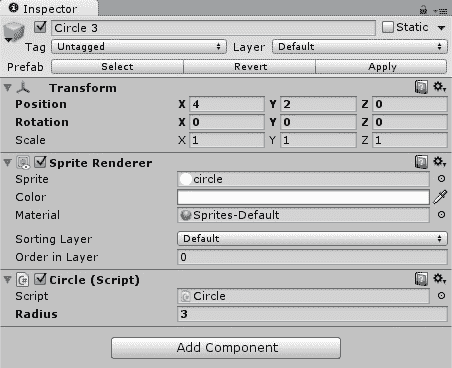 Inspector
Circle 3 Static
Tag Untagged Layer Default
Prefab Select Revert Apply
Transform
Position X 4 Y 2 Z 0
Rotation X 0 Y 0 Z 0
Scale X 1 Y 1 Z 1
Sprite Renderer
Sprite circle
Color
Material Sprites-Default
Sorting Layer Default
Order in Layer 0
Circle (Script)
Script Circle
Radius 3
Add Component